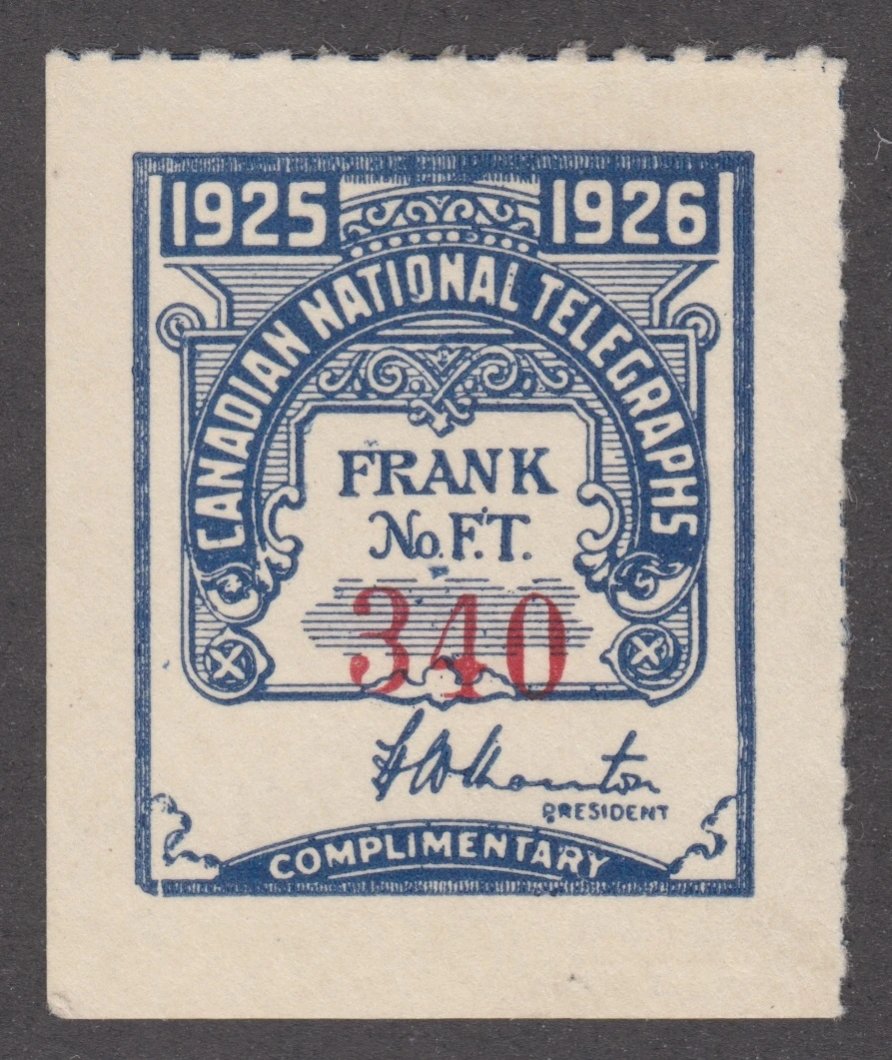 1925 1926
CANADIAN NATIONAL TELEGRAPHS
FRANK
No. F.T.
340
PRESIDENT
COMPLIMENTARY